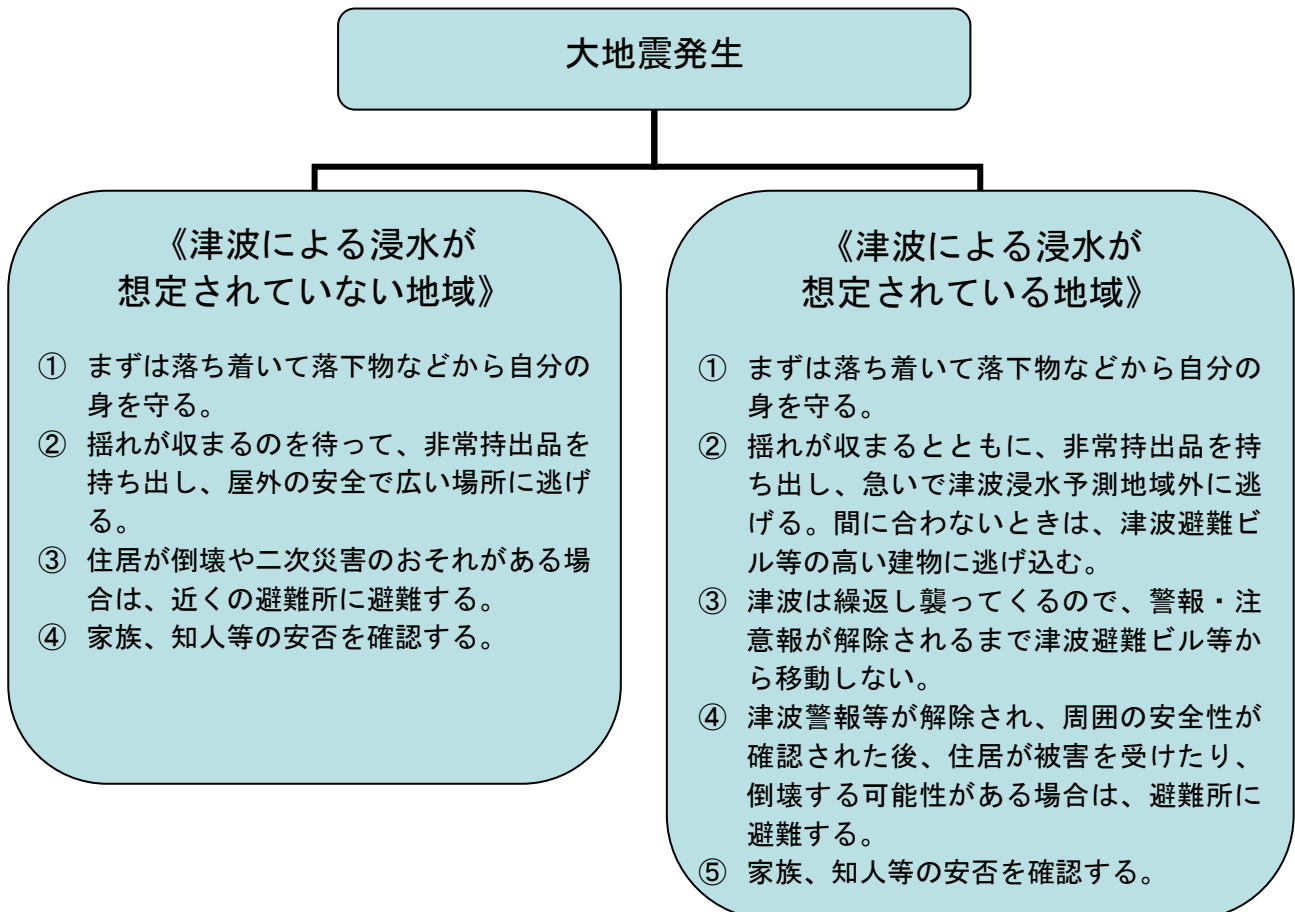 大地震発生
《津波による浸水が
想定されていない地域》
① まずは落ち着いて落下物などから自分の
身を守る。
② 揺れが収まるのを待って、非常持出品を
持ち出し、屋外の安全で広い場所に逃げ
る。
③ 住居が倒壊や二次災害のおそれがある場
合は、近くの避難所に避難する。
④ 家族、知人等の安否を確認する。
《津波による浸水が
想定されている地域》
① まずは落ち着いて落下物などから自分の
身を守る。
② 揺れが収まるとともに、非常持出品を持
ち出し、急いで津波浸水予測地域外に逃
げる。間に合わないときは、津波避難ビ
ル等の高い建物に逃げ込む。
③ 津波は繰返し襲ってくるので、警報・注
意報が解除されるまで津波避難ビル等か
ら移動しない。
④ 津波警報等が解除され、周囲の安全性が
確認された後、住居が被害を受けたり、
倒壊する可能性がある場合は、避難所に
避難する。
⑤ 家族、知人等の安否を確認する。